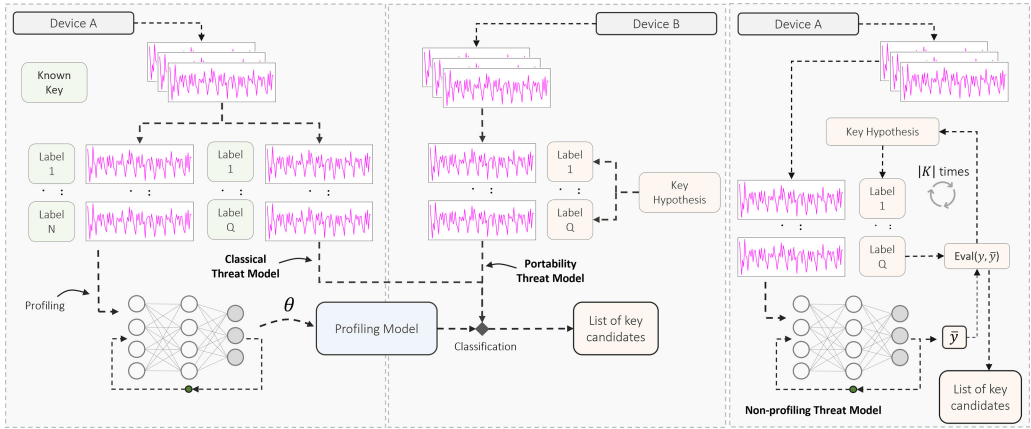 Device A
Known
Key
Label
1
. .
. .
Label
N
Label
1
. .
. .
Label
Q
Classical
Threat Model
Profiling
θ
Profiling Model
Device B
Label
1
. .
. .
Label
Q
Key
Hypothesis
Portability
Threat Model
Classification
List of key
candidates
Device A
Key Hypothesis
|K| times
Label
1
. .
. .
Label
Q
Eval(y, ȳ)
ȳ
Non-profiling Threat Model
List of key
candidates